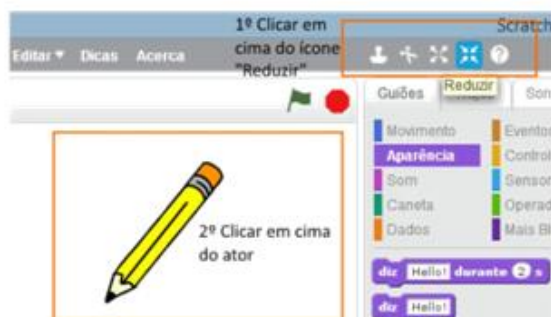 1º Clicar em
cima do ícone
"Reduzir"
Scratch
Editar Dicas Acerca
Reduzir
Guiões
Son
Movimento Eventos
Aparência Control
Som Sensor
Caneta Operad
Dados Mais Bl
2º Clicar em cima
do ator
diz Hello! durante 2 s
diz Hello!